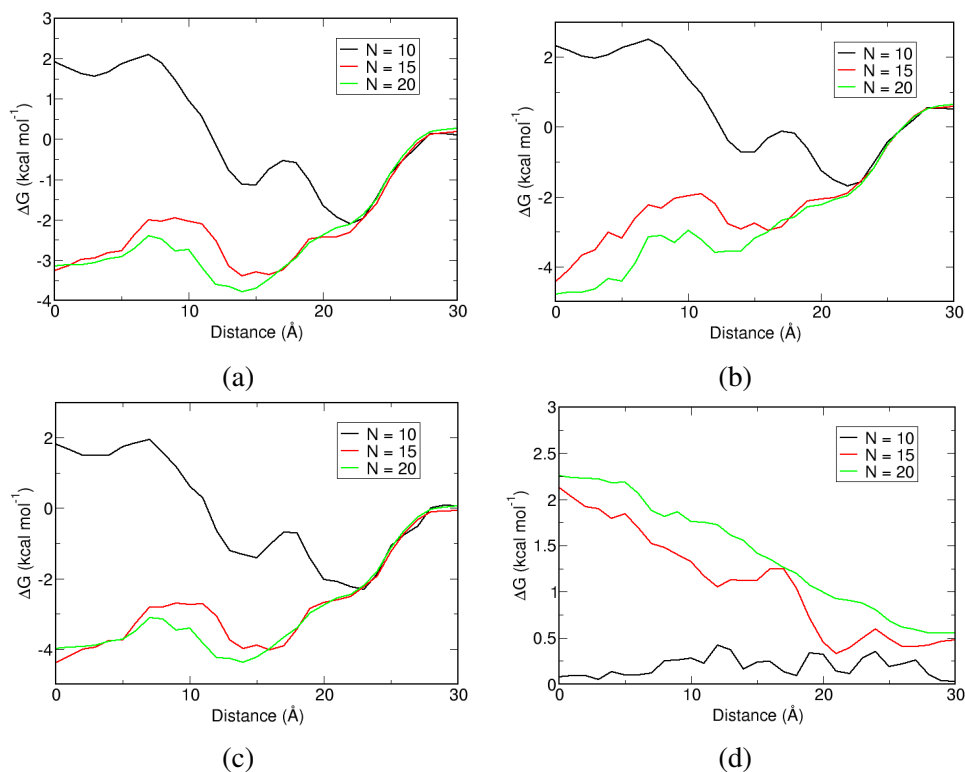 3
2
1
0
-1
-2
-3
-4
ΔG (kcal mol⁻¹)
N = 10
N = 15
N = 20
0 10 20 30
Distance (Å)
(a)
2
0
-2
-4
ΔG (kcal mol⁻¹)
N = 10
N = 15
N = 20
0 10 20 30
Distance (Å)
(b)
2
0
-2
-4
ΔG (kcal mol⁻¹)
N = 10
N = 15
N = 20
0 10 20 30
Distance (Å)
(c)
3
2.5
2
1.5
1
0.5
0
ΔG (kcal mol⁻¹)
N = 10
N = 15
N = 20
0 10 20 30
Distance (Å)
(d)